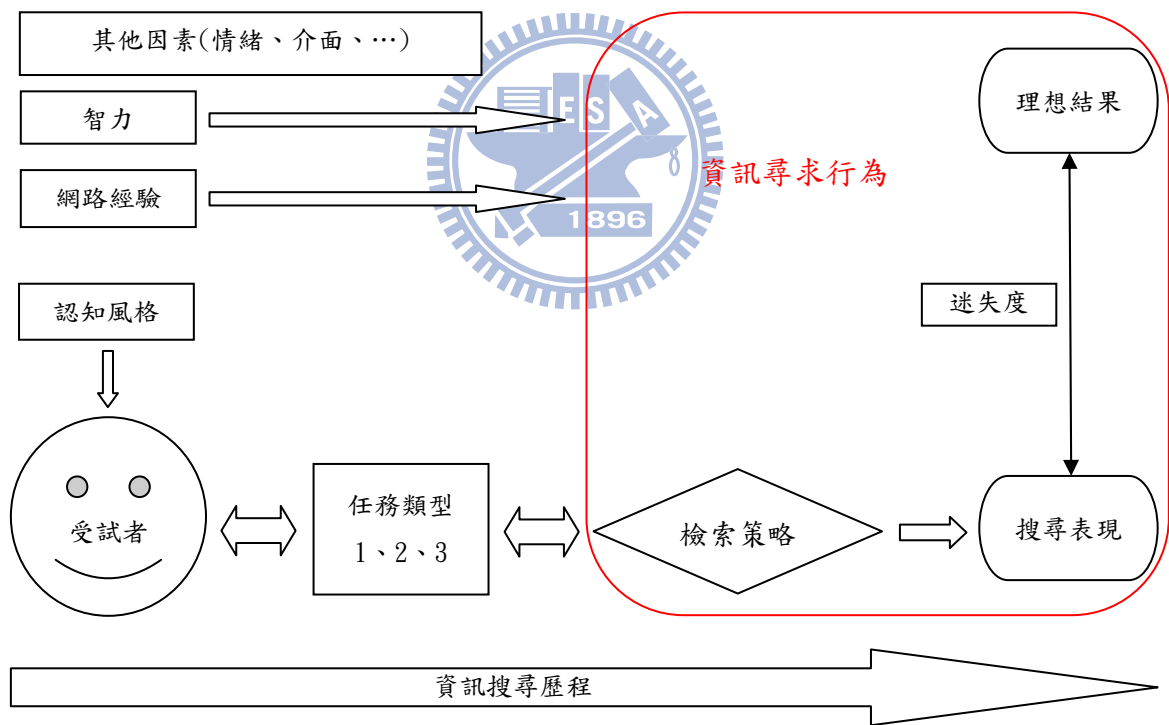 其他因素(情緒、介面、…)
智力
網路經驗
認知風格
受試者
任務類型
1、2、3
資訊尋求行為
檢索策略
理想結果
迷失度
搜尋表現
資訊搜尋歷程
ESA
1896